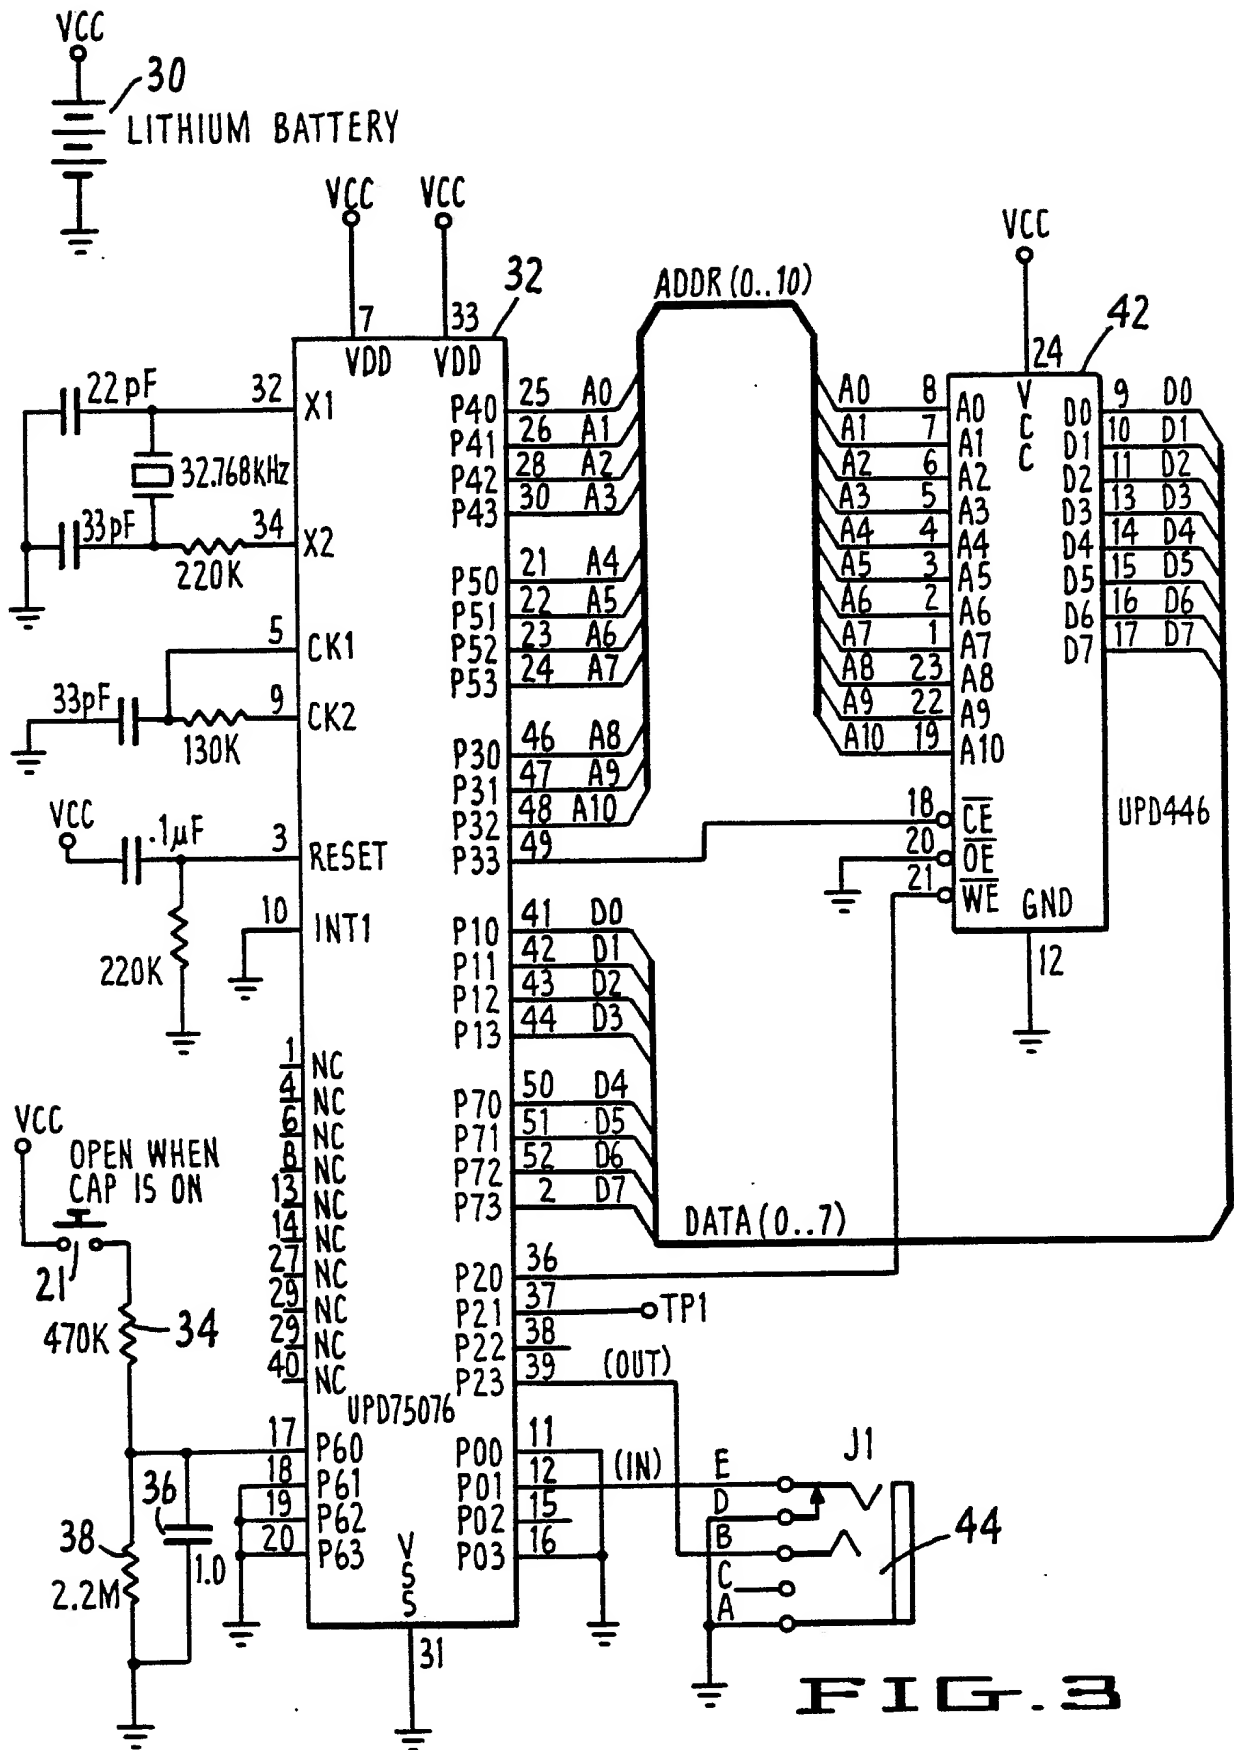 VCC
30
LITHIUM BATTERY
VCC
VCC
7
33
32
VDD
VDD
22 pF
32
X1
32.768KHz
33pF
34
X2
220K
5
CK1
33pF
9
CK2
130K
VCC
.1µF
3
RESET
10
INT1
220K
1
NC
4
NC
6
NC
8
NC
13
NC
14
NC
27
NC
29
NC
29
NC
40
NC
UPD75076
VCC
OPEN WHEN
CAP IS ON
21
470K
34
17
P60
18
P61
19
P62
20
P63
36
1.0
38
2.2M
VSS
31
P40 25 A0
P41 26 A1
P42 28 A2
P43 30 A3
P50 21 A4
P51 22 A5
P52 23 A6
P53 24 A7
P30 46 A8
P31 47 A9
P32 48 A10
P33 49
P10 41 D0
P11 42 D1
P12 43 D2
P13 44 D3
P70 50 D4
P71 51 D5
P72 52 D6
P73 2 D7
P20 36
P21 37 TP1
P22 38
P23 39 (OUT)
P00 11
P01 12 (IN)
P02 15
P03 16
ADDR (0..10)
DATA (0..7)
VCC
24
42
VCC
A0 8 A0
A1 7 A1
A2 6 A2
A3 5 A3
A4 4 A4
A5 3 A5
A6 2 A6
A7 1 A7
A8 23 A8
A9 22 A9
A10 19 A10
18 CE
20 OE
21 WE
D0 9 D0
D1 10 D1
D2 11 D2
D3 13 D3
D4 14 D4
D5 15 D5
D6 16 D6
D7 17 D7
UPD446
GND
12
J1
E
D
B
C
A
44
FIG. 3